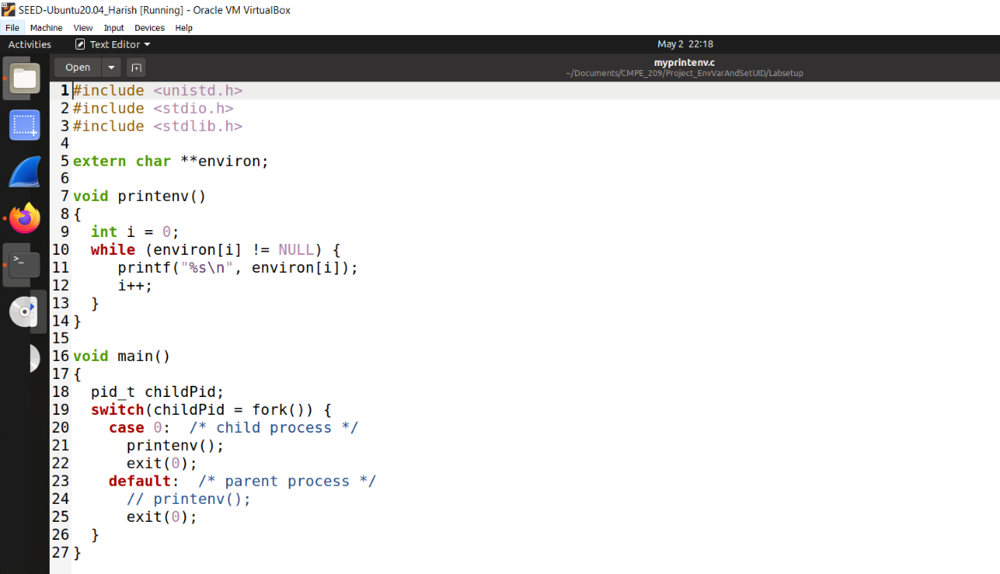 SEED-Ubuntu20.04_Harish [Running] - Oracle VM VirtualBox
File Machine View Input Devices Help
Activities Text Editor May 2 22:18
Open myprintenv.c
~/Documents/CMPE_209/Project_EnvVarAndSetUID/Labsetup
1 #include <unistd.h>
2 #include <stdio.h>
3 #include <stdlib.h>
4
5 extern char **environ;
6
7 void printenv()
8 {
9   int i = 0;
10   while (environ[i] != NULL) {
11      printf("%s\n", environ[i]);
12      i++;
13   }
14 }
15
16 void main()
17 {
18   pid_t childPid;
19   switch(childPid = fork()) {
20     case 0:  /* child process */
21       printenv();
22       exit(0);
23     default:  /* parent process */
24       // printenv();
25       exit(0);
26   }
27 }